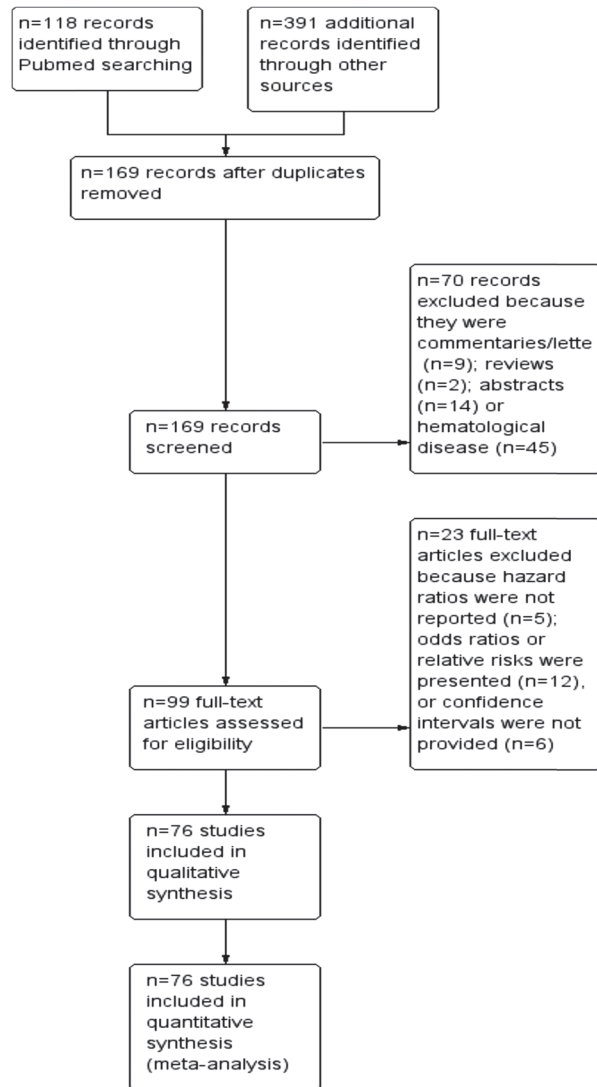 n=118 records
identified through
Pubmed searching
n=391 additional
records identified
through other
sources
n=169 records after duplicates
removed
n=70 records
excluded because
they were
commentaries/lette
(n=9); reviews
(n=2); abstracts
(n=14) or
hematological
disease (n=45)
n=169 records
screened
n=23 full-text
articles excluded
because hazard
ratios were not
reported (n=5);
odds ratios or
relative risks were
presented (n=12),
or confidence
intervals were not
provided (n=6)
n=99 full-text
articles assessed
for eligibility
n=76 studies
included in
qualitative
synthesis
n=76 studies
included in
quantitative
synthesis
(meta-analysis)